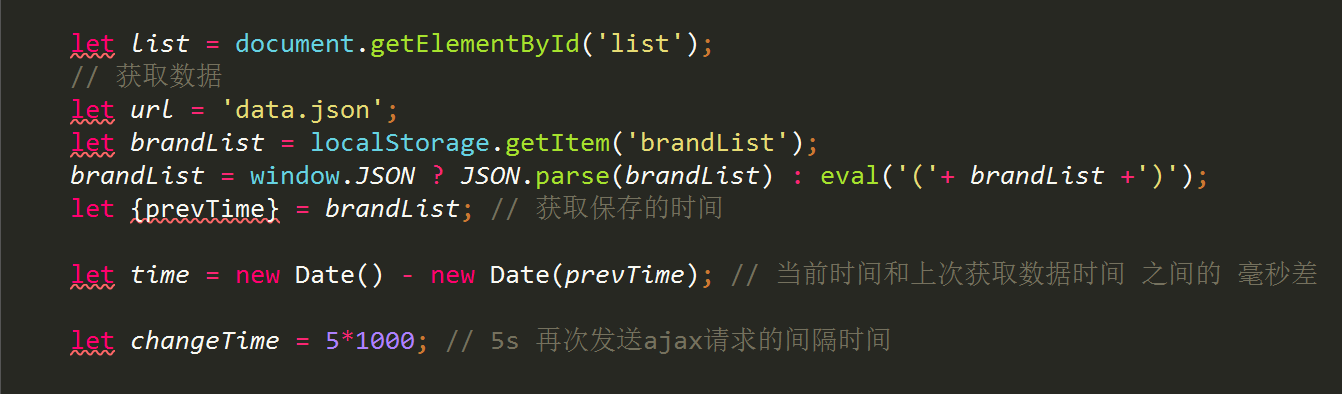 let list = document.getElementById('list');
// 获取数据
let url = 'data.json';
let brandList = localStorage.getItem('brandList');
brandList = window.JSON ? JSON.parse(brandList) : eval('('+ brandList +')');
let {prevTime} = brandList; // 获取保存的时间
let time = new Date() - new Date(prevTime); // 当前时间和上次获取数据时间 之间的 毫秒差
let changeTime = 5*1000; // 5s 再次发送ajax请求的间隔时间